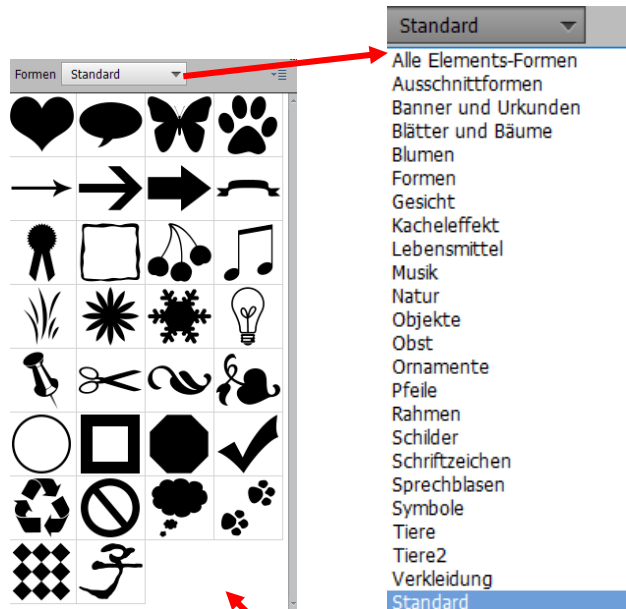 Formen Standard
Standard
Alle Elements-Formen
Ausschnittformen
Banner und Urkunden
Blätter und Bäume
Blumen
Formen
Gesicht
Kacheleffekt
Lebensmittel
Musik
Natur
Objekte
Obst
Ornamente
Pfeile
Rahmen
Schilder
Schriftzeichen
Sprechblasen
Symbole
Tiere
Tiere2
Verkleidung
Standard